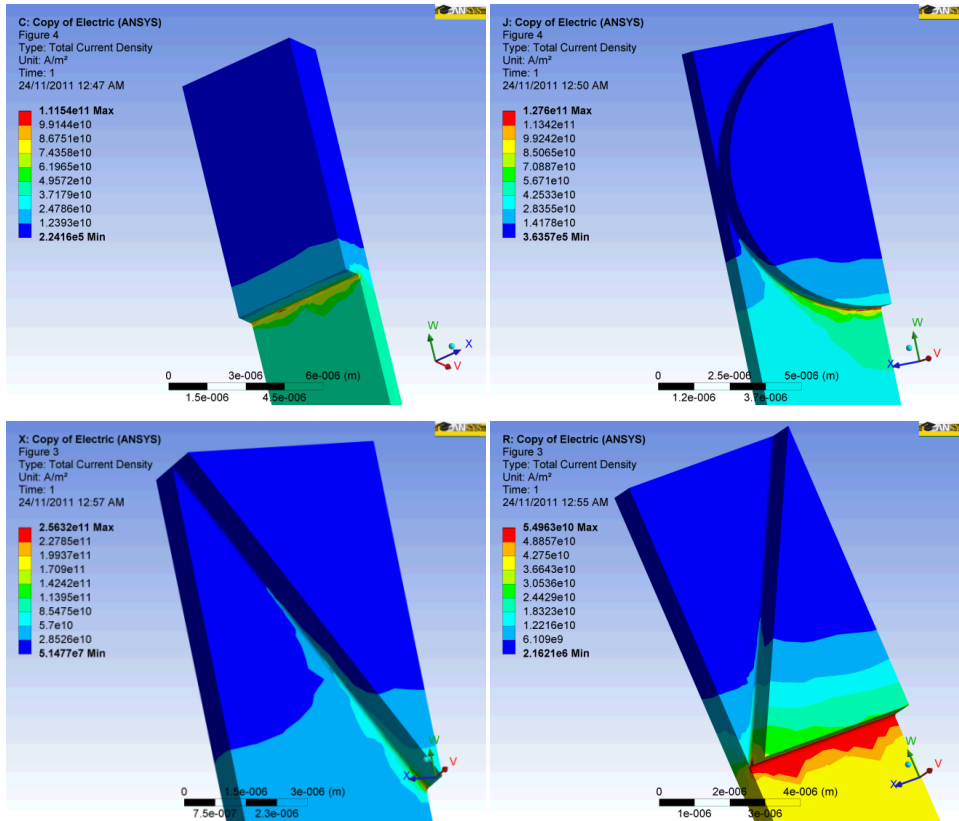 C: Copy of Electric (ANSYS)
Figure 4
Type: Total Current Density
Unit: A/m²
Time: 1
24/11/2011 12:47 AM
1.1154e11 Max
9.9144e10
8.6751e10
7.4358e10
6.1965e10
4.9572e10
3.7179e10
2.4786e10
1.2393e10
2.2416e5 Min
W
X
V
0
3e-006
6e-006 (m)
1.5e-006
4.5e-006
J: Copy of Electric (ANSYS)
Figure 4
Type: Total Current Density
Unit: A/m²
Time: 1
24/11/2011 12:50 AM
1.276e11 Max
1.1342e11
9.9242e10
8.5065e10
7.0887e10
5.671e10
4.2533e10
2.8355e10
1.4178e10
3.6357e5 Min
W
X
V
0
2.5e-006
5e-006 (m)
1.2e-006
3.7e-006
X: Copy of Electric (ANSYS)
Figure 3
Type: Total Current Density
Unit: A/m²
Time: 1
24/11/2011 12:57 AM
2.5632e11 Max
2.2785e11
1.9937e11
1.709e11
1.4242e11
1.1395e11
8.5475e10
5.7e10
2.8526e10
5.1477e7 Min
W
X
V
0
1.5e-006
3e-006 (m)
7.5e-007
2.3e-006
R: Copy of Electric (ANSYS)
Figure 3
Type: Total Current Density
Unit: A/m²
Time: 1
24/11/2011 12:55 AM
5.4963e10 Max
4.8857e10
4.275e10
3.6643e10
3.0536e10
2.4429e10
1.8323e10
1.2216e10
6.109e9
2.1621e6 Min
W
X
V
0
2e-006
4e-006 (m)
1e-006
3e-006